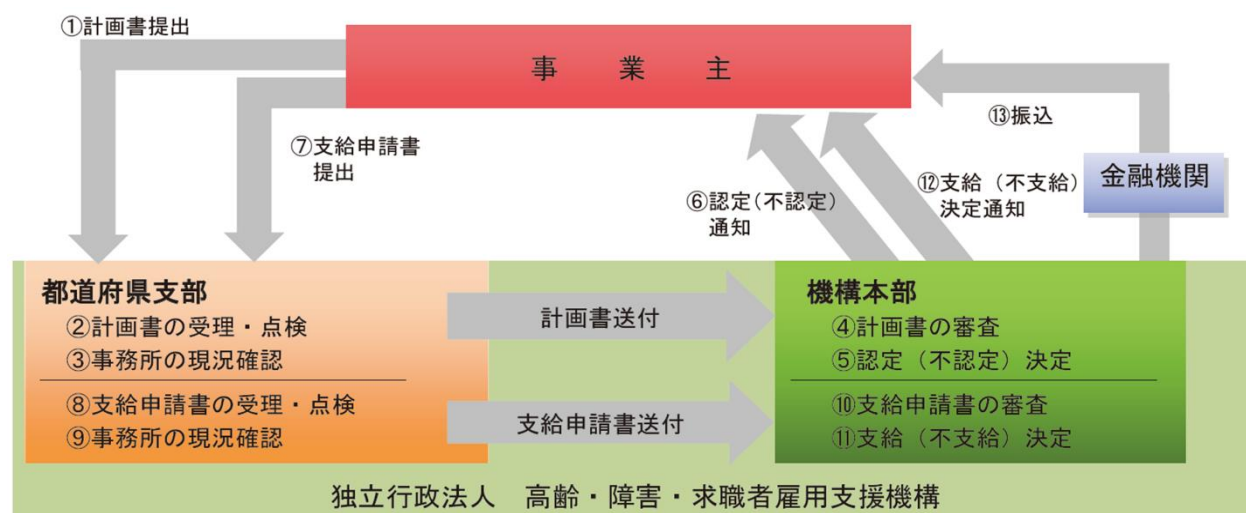 ①計画書提出
事　業　主
⑦支給申請書
提出
⑬振込
⑥認定(不認定)
通知
⑫支給（不支給）
決定通知
金融機関
都道府県支部
②計画書の受理・点検
③事務所の現況確認
⑧支給申請書の受理・点検
⑨事務所の現況確認
計画書送付
支給申請書送付
機構本部
④計画書の審査
⑤認定（不認定）決定
⑩支給申請書の審査
⑪支給（不支給）決定
独立行政法人　高齢・障害・求職者雇用支援機構